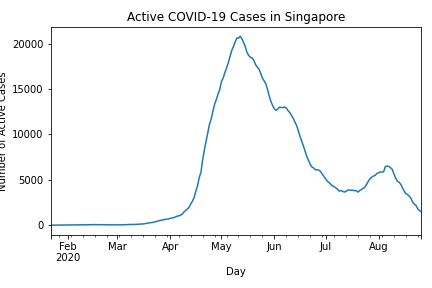 Active COVID-19 Cases in Singapore
20000
15000
10000
5000
0
Number of Active Cases
Feb
2020
Mar
Apr
May
Jun
Jul
Aug
Day